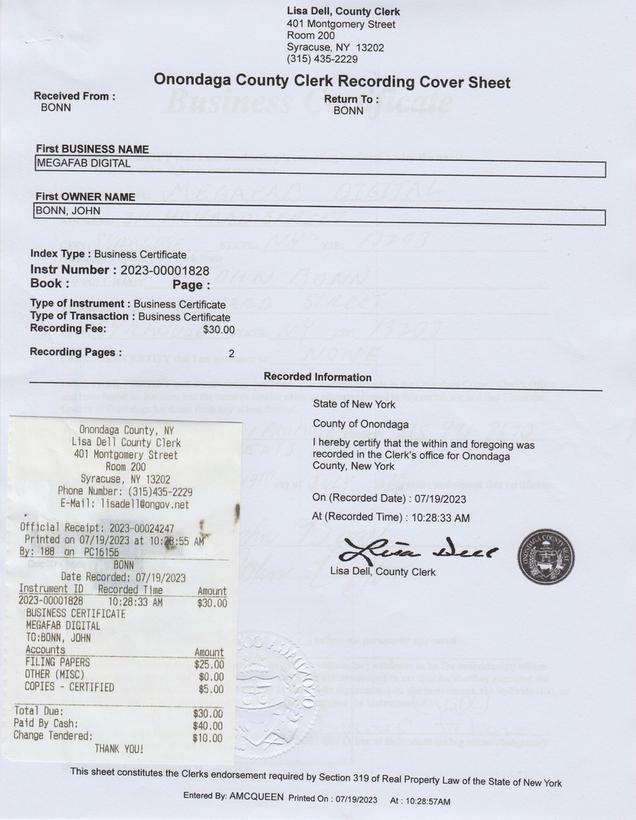 Lisa Dell, County Clerk
401 Montgomery Street
Room 200
Syracuse, NY 13202
(315) 435-2229
Onondaga County Clerk Recording Cover Sheet
Received From :
BONN
Return To :
BONN
First BUSINESS NAME
MEGAFAB DIGITAL
First OWNER NAME
BONN, JOHN
Index Type : Business Certificate
Instr Number : 2023-00001828
Book : Page :
Type of Instrument : Business Certificate
Type of Transaction : Business Certificate
Recording Fee: $30.00
Recording Pages : 2
Recorded Information
State of New York
County of Onondaga
I hereby certify that the within and foregoing was
recorded in the Clerk's office for Onondaga
County, New York
On (Recorded Date) : 07/19/2023
At (Recorded Time) : 10:28:33 AM
Lisa Dell
Lisa Dell, County Clerk
Onondaga County, NY
Lisa Dell County Clerk
401 Montgomery Street
Room 200
Syracuse, NY 13202
Phone Number: (315)435-2229
E-Mail: lisadell@ongov.net
Official Receipt: 2023-00024247
Printed on 07/19/2023 at 10:28:55 AM
By: 188 on PC16156
BONN
Date Recorded: 07/19/2023
Instrument ID Recorded Time Amount
2023-00001828 10:28:33 AM $30.00
BUSINESS CERTIFICATE
MEGAFAB DIGITAL
TO:BONN, JOHN
Accounts Amount
FILING PAPERS $25.00
OTHER (MISC) $0.00
COPIES - CERTIFIED $5.00
Total Due: $30.00
Paid By Cash: $40.00
Change Tendered: $10.00
THANK YOU!
This sheet constitutes the Clerks endorsement required by Section 319 of Real Property Law of the State of New York
Entered By: AMCQUEEN Printed On : 07/19/2023 At : 10:28:57AM